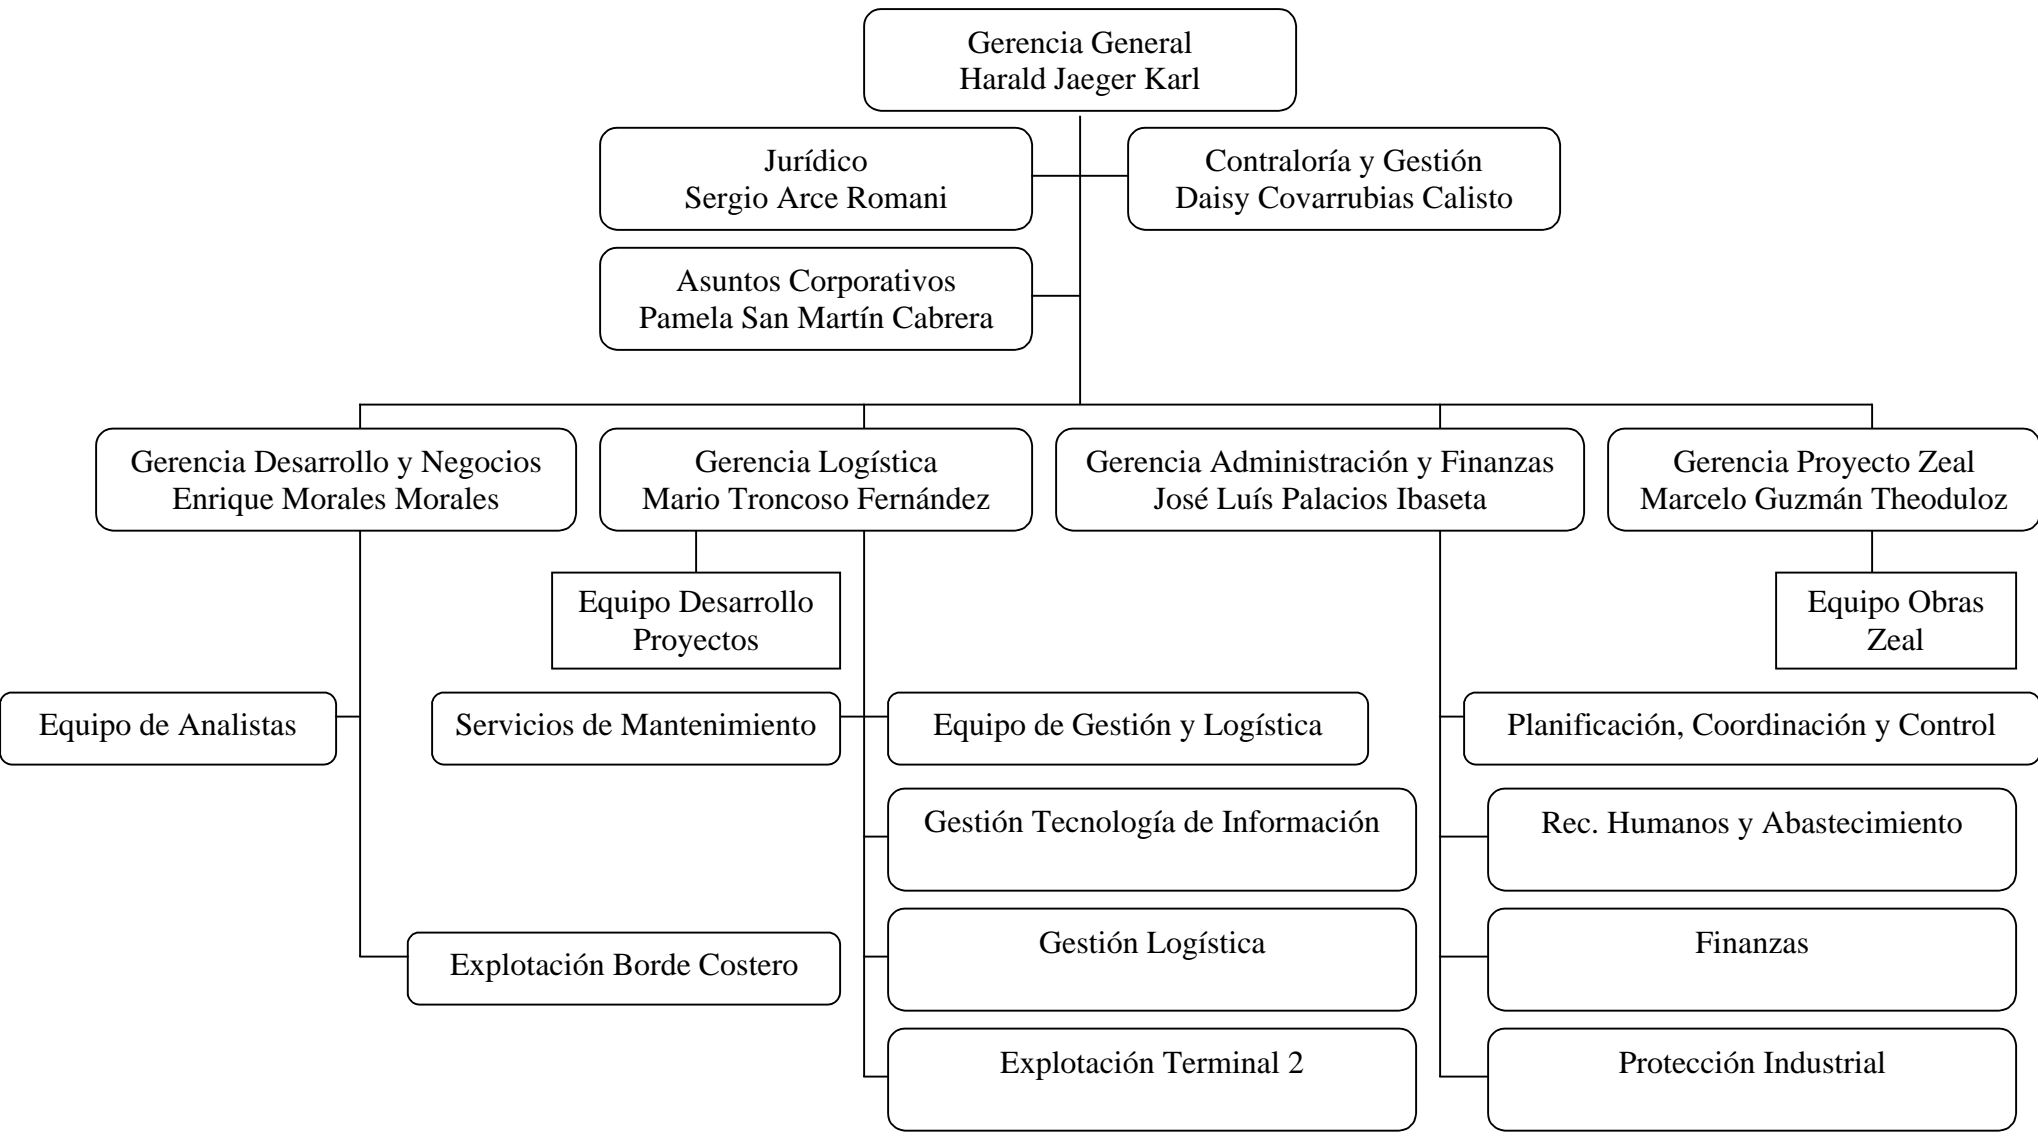 Gerencia General
Harald Jaeger Karl
Jurídico
Sergio Arce Romani
Contraloría y Gestión
Daisy Covarrubias Calisto
Asuntos Corporativos
Pamela San Martín Cabrera
Gerencia Desarrollo y Negocios
Enrique Morales Morales
Gerencia Logística
Mario Troncoso Fernández
Gerencia Administración y Finanzas
José Luís Palacios Ibaseta
Gerencia Proyecto Zeal
Marcelo Guzmán Theoduloz
Equipo Desarrollo
Proyectos
Equipo Obras
Zeal
Equipo de Analistas
Servicios de Mantenimiento
Equipo de Gestión y Logística
Planificación, Coordinación y Control
Gestión Tecnología de Información
Rec. Humanos y Abastecimiento
Explotación Borde Costero
Gestión Logística
Finanzas
Explotación Terminal 2
Protección Industrial